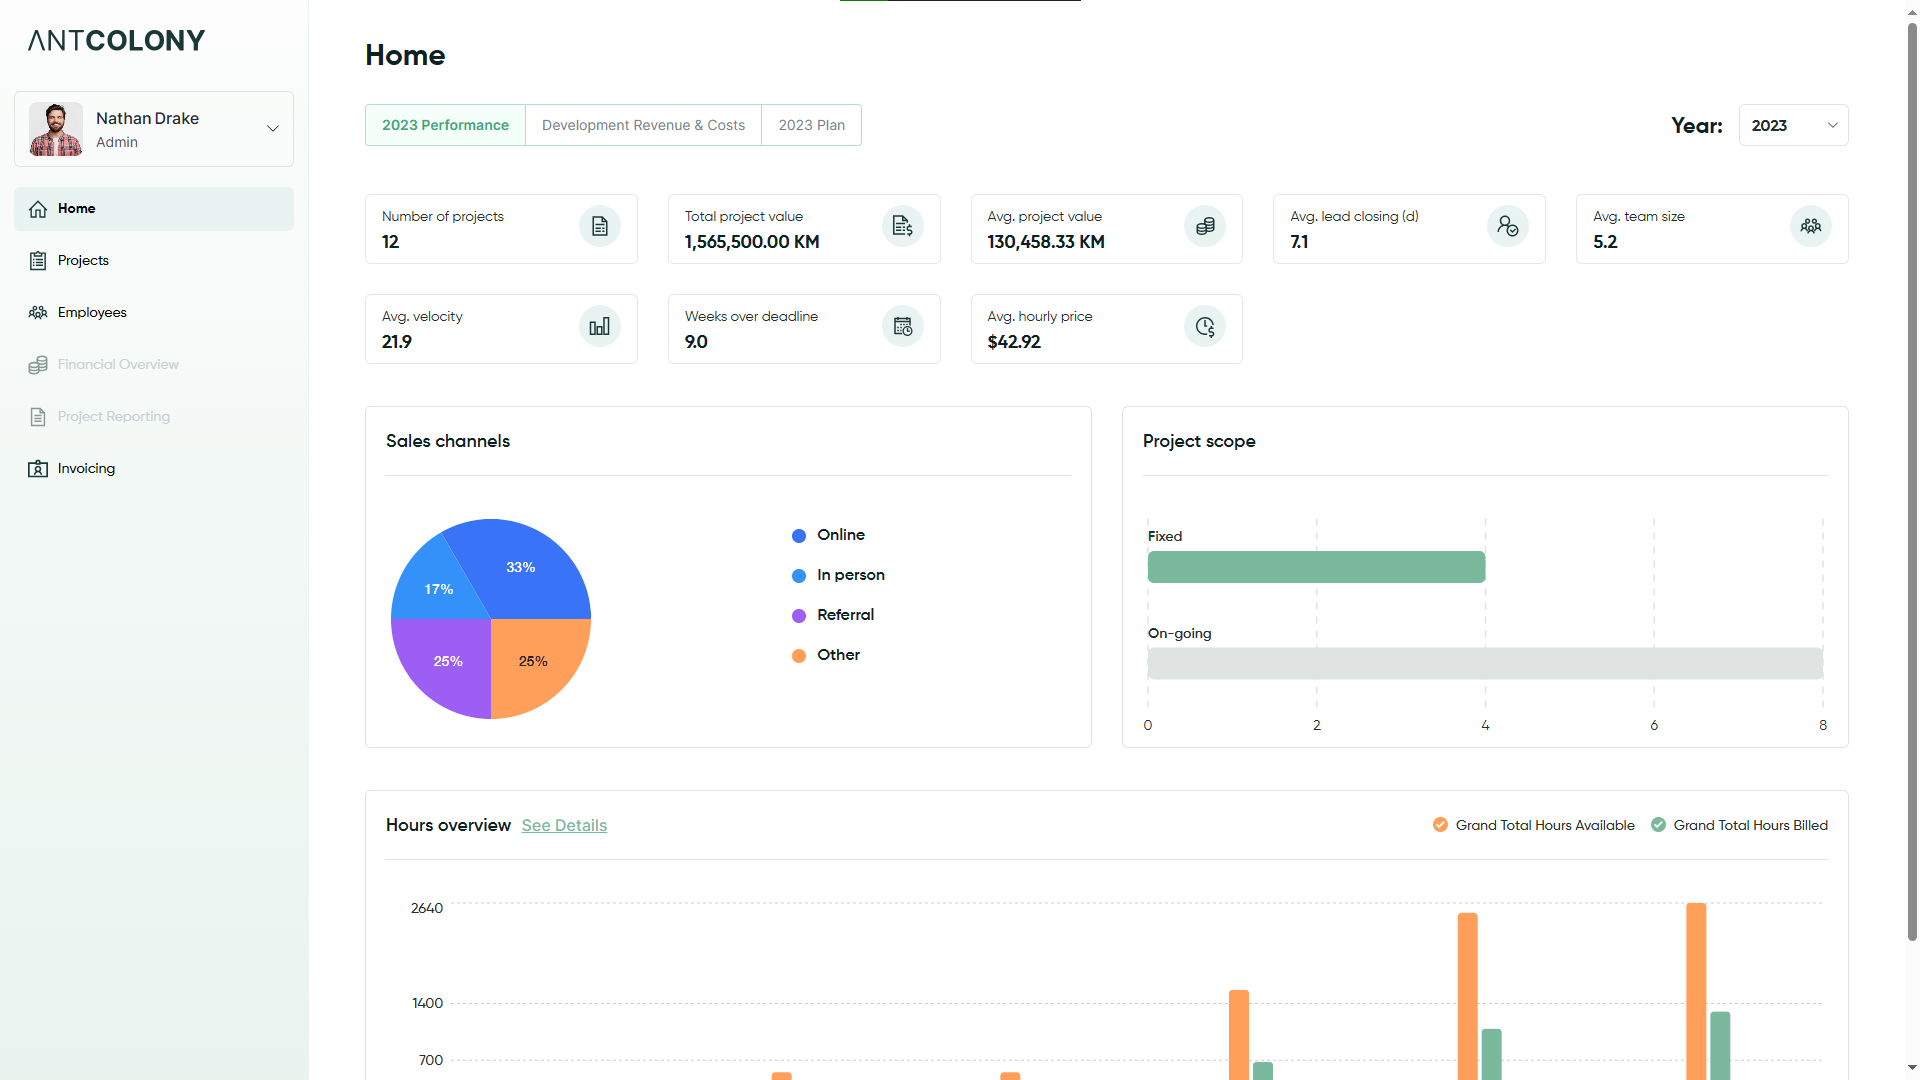 ANTCOLONY
Nathan Drake
Admin
Home
Projects
Employees
Financial Overview
Project Reporting
Invoicing
Home
2023 Performance
Development Revenue & Costs
2023 Plan
Year:
2023
Number of projects
12
Total project value
1,565,500.00 KM
Avg. project value
130,458.33 KM
Avg. lead closing (d)
7.1
Avg. team size
5.2
Avg. velocity
21.9
Weeks over deadline
9.0
Avg. hourly price
$42.92
Sales channels
33%
17%
25%
25%
Online
In person
Referral
Other
Project scope
Fixed
On-going
0
2
4
6
8
Hours overview
See Details
Grand Total Hours Available
Grand Total Hours Billed
2640
1400
700